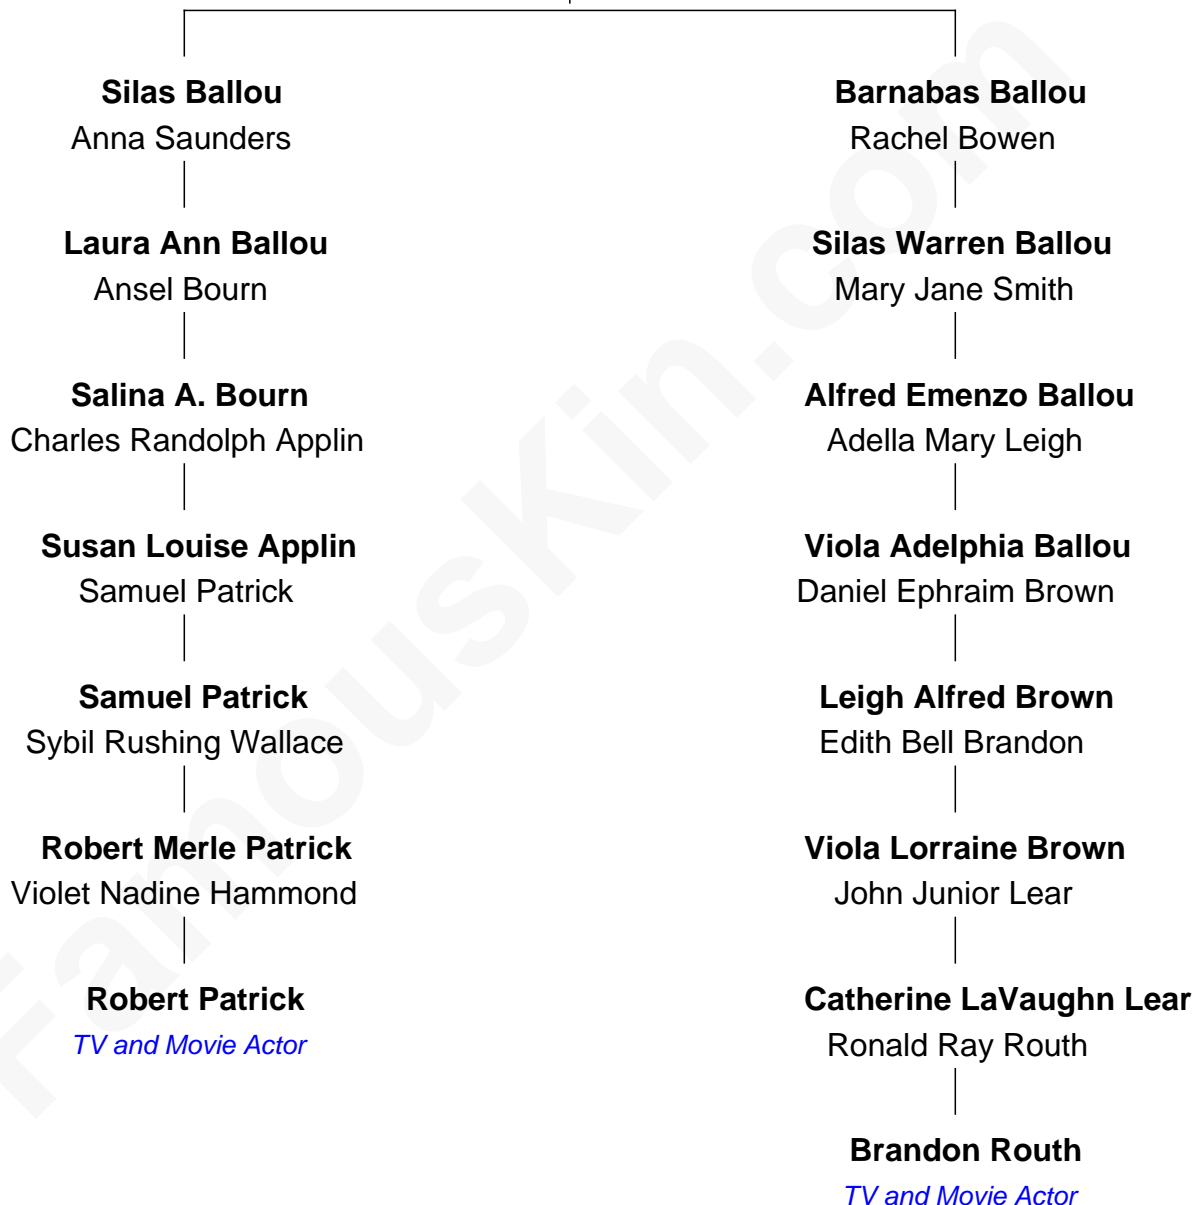 Silas Ballou
Anna Saunders
Laura Ann Ballou
Ansel Bourn
Salina A. Bourn
Charles Randolph Applin
Susan Louise Applin
Samuel Patrick
Samuel Patrick
Sybil Rushing Wallace
Robert Merle Patrick
Violet Nadine Hammond
Robert Patrick
TV and Movie Actor
Barnabas Ballou
Rachel Bowen
Silas Warren Ballou
Mary Jane Smith
Alfred Emenzo Ballou
Adella Mary Leigh
Viola Adelphia Ballou
Daniel Ephraim Brown
Leigh Alfred Brown
Edith Bell Brandon
Viola Lorraine Brown
John Junior Lear
Catherine LaVaughn Lear
Ronald Ray Routh
Brandon Routh
TV and Movie Actor
FamousKin.com